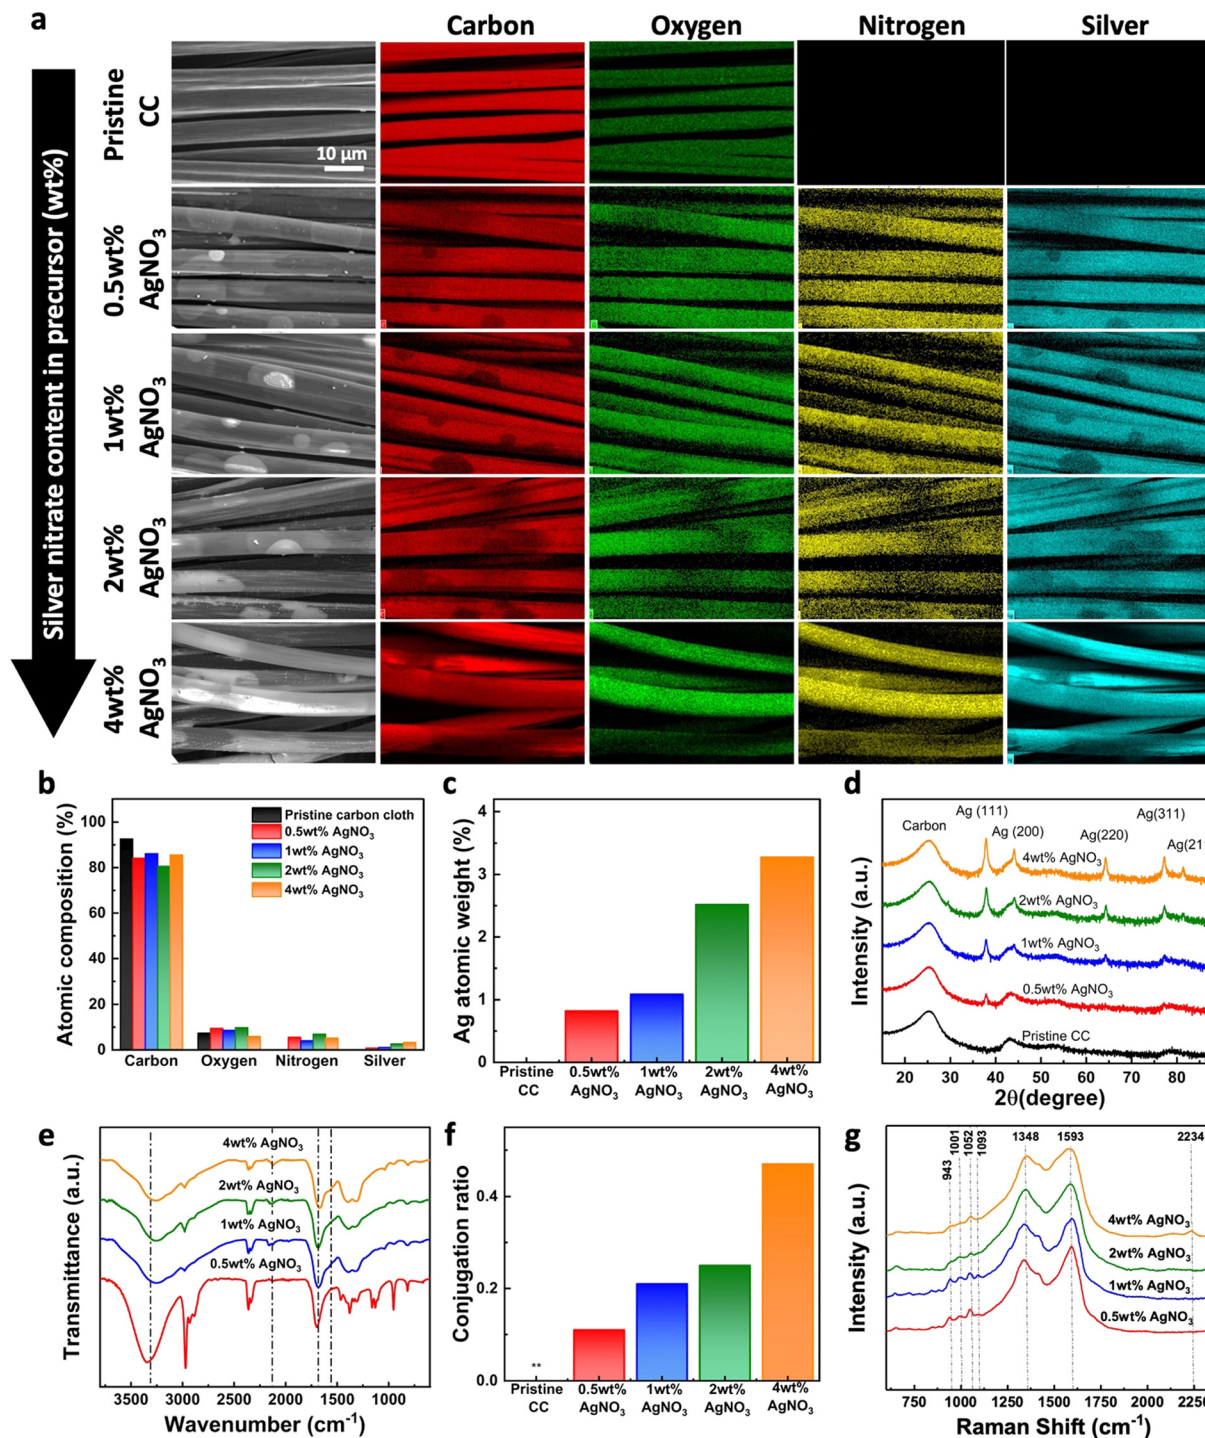 a
Carbon
Oxygen
Nitrogen
Silver
Silver nitrate content in precursor (wt%)
Pristine
CC
10 μm
0.5wt%
AgNO3
1wt%
AgNO3
2wt%
AgNO3
4wt%
AgNO3
b
Atomic composition (%)
100
80
60
40
20
0
Pristine carbon cloth
0.5wt% AgNO3
1wt% AgNO3
2wt% AgNO3
4wt% AgNO3
Carbon
Oxygen
Nitrogen
Silver
c
Ag atomic weight (%)
4
3
2
1
0
Pristine
CC
0.5wt%
AgNO3
1wt%
AgNO3
2wt%
AgNO3
4wt%
AgNO3
d
Intensity (a.u.)
Carbon
Ag (111)
Ag (200)
Ag(220)
Ag(311)
Ag(21
4wt% AgNO3
2wt% AgNO3
1wt% AgNO3
0.5wt% AgNO3
Pristine CC
20 30 40 50 60 70 80
2θ(degree)
e
Transmittance (a.u.)
4wt% AgNO3
2wt% AgNO3
1wt% AgNO3
0.5wt% AgNO3
3500 3000 2500 2000 1500 1000
Wavenumber (cm-1)
f
Conjugation ratio
0.4
0.2
0.0
**
Pristine
CC
0.5wt%
AgNO3
1wt%
AgNO3
2wt%
AgNO3
4wt%
AgNO3
g
Intensity (a.u.)
943
1001
1052
1093
1348
1593
2234
4wt% AgNO3
2wt% AgNO3
1wt% AgNO3
0.5wt% AgNO3
750 1000 1250 1500 1750 2000 2250
Raman Shift (cm-1)